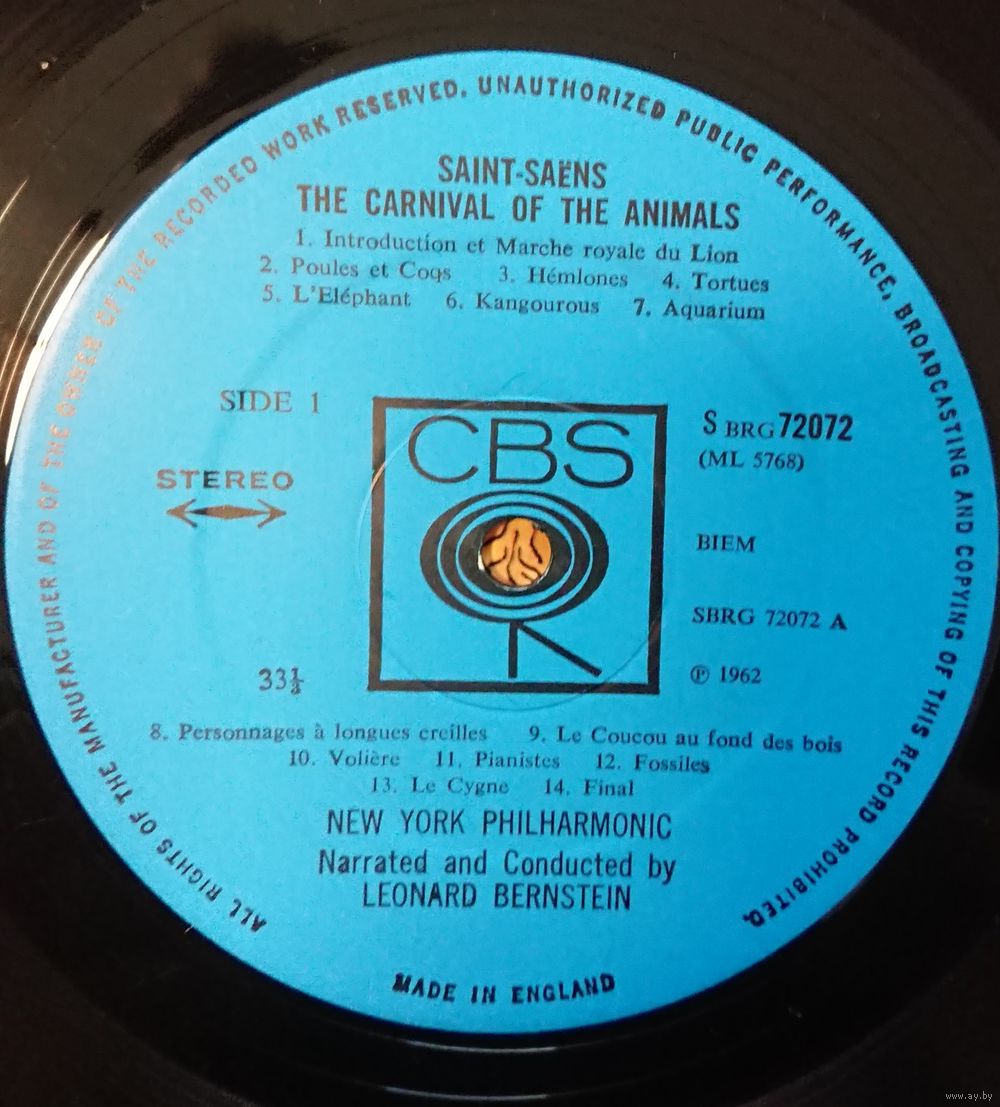 ALL RIGHTS OF THE MANUFACTURER AND OF THE OWNER OF THE RECORDED WORK RESERVED. UNAUTHORIZED PUBLIC PERFORMANCE, BROADCASTING AND COPYING OF THIS RECORD PROHIBITED.
SAINT-SAËNS
THE CARNIVAL OF THE ANIMALS
1. Introduction et Marche royale du Lion
2. Poules et Coqs 3. Hémlones 4. Tortues
5. L'Eléphant 6. Kangourous 7. Aquarium
SIDE 1
STEREO
33⅓
CBS
S BRG 72072
(ML 5768)
BIEM
SBRG 72072 A
℗ 1962
8. Personnages à longues creilles 9. Le Coucou au fond des bois
10. Volière 11. Pianistes 12. Fossiles
13. Le Cygne 14. Final
NEW YORK PHILHARMONIC
Narrated and Conducted by
LEONARD BERNSTEIN
MADE IN ENGLAND
www.ay.by